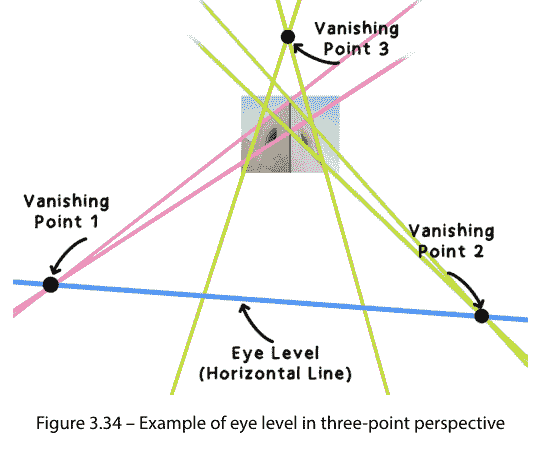 Vanishing
Point 3
Vanishing
Point 1
Vanishing
Point 2
Eye Level
(Horizontal Line)
Figure 3.34 – Example of eye level in three-point perspective